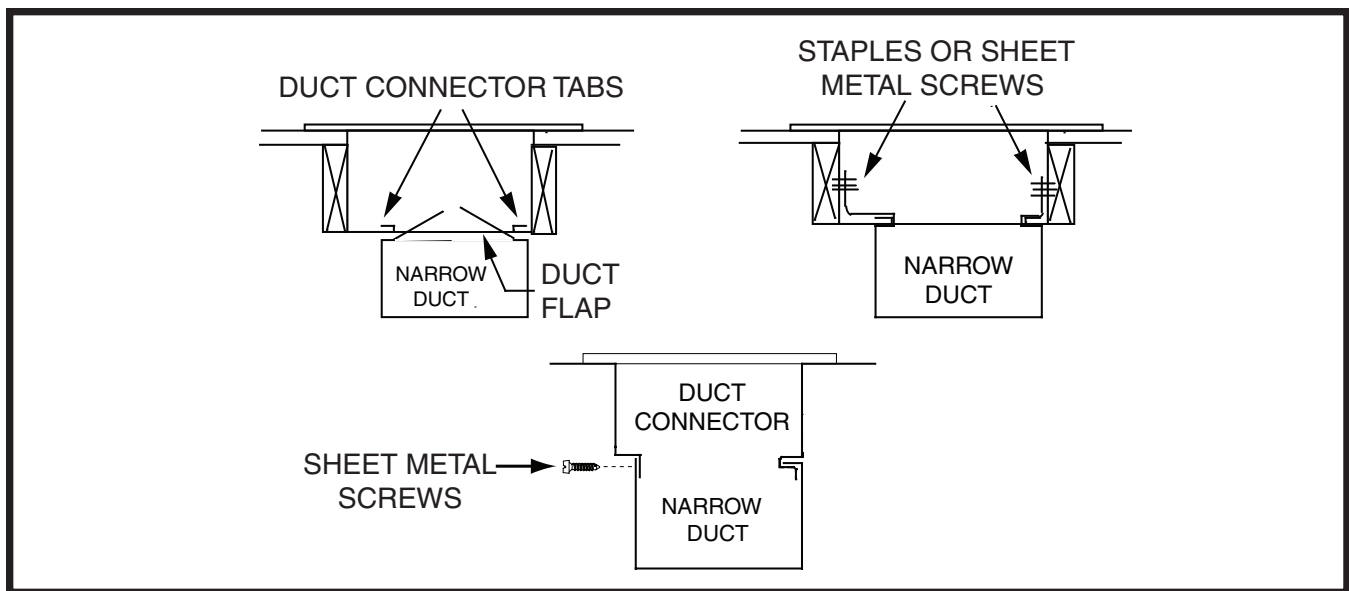 DUCT CONNECTOR TABS
NARROW
DUCT
DUCT
FLAP
STAPLES OR SHEET
METAL SCREWS
NARROW
DUCT
DUCT
CONNECTOR
SHEET METAL
SCREWS
NARROW
DUCT